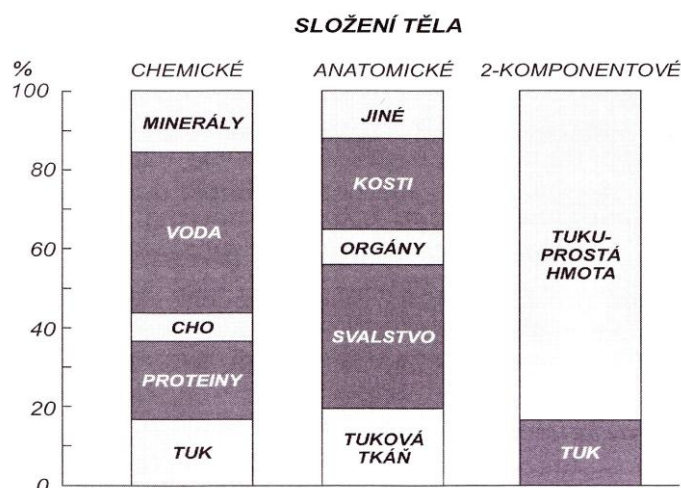 SLOŽENÍ TĚLA
%
CHEMICKÉ
ANATOMICKÉ
2-KOMPONENTOVÉ
100
80
60
40
20
0
MINERÁLY
VODA
CHO
PROTEINY
TUK
JINÉ
KOSTI
ORGÁNY
SVALSTVO
TUKOVÁ
TKÁŇ
TUKU-
PROSTÁ
HMOTA
TUK